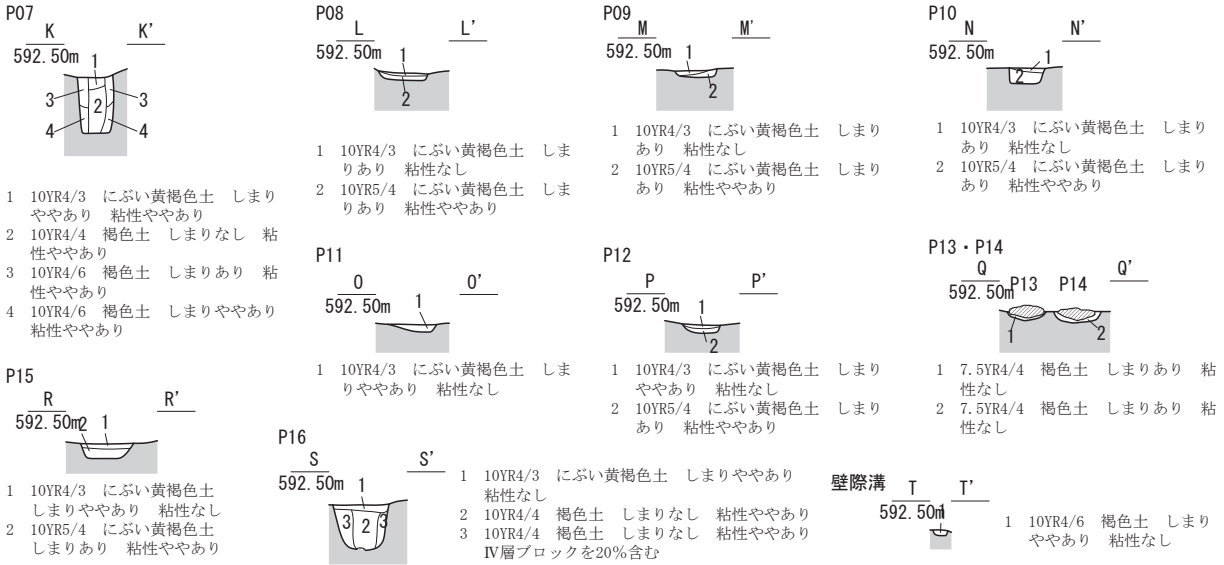 P07
K K’
592.50m 1
3 2 3
4 4
1 10YR4/3 にぶい黄褐色土 しまり
ややあり 粘性ややあり
2 10YR4/4 褐色土 しまりなし 粘
性ややあり
3 10YR4/6 褐色土 しまりあり 粘
性ややあり
4 10YR4/6 褐色土 しまりややあり
粘性ややあり
P08
L L’
592.50m 1
2
1 10YR4/3 にぶい黄褐色土 しま
りあり 粘性なし
2 10YR5/4 にぶい黄褐色土 しま
りあり 粘性ややあり
P09
M M’
592.50m 1
2
1 10YR4/3 にぶい黄褐色土 しまり
あり 粘性なし
2 10YR5/4 にぶい黄褐色土 しまり
あり 粘性ややあり
P10
N N’
592.50m 1
2
1 10YR4/3 にぶい黄褐色土 しまり
あり 粘性なし
2 10YR5/4 にぶい黄褐色土 しまり
あり 粘性ややあり
P11
O O’
592.50m 1
1 10YR4/3 にぶい黄褐色土 しま
りややあり 粘性なし
P12
P P’
592.50m 1
2
1 10YR4/3 にぶい黄褐色土 しまり
ややあり 粘性なし
2 10YR5/4 にぶい黄褐色土 しまり
あり 粘性ややあり
P13・P14
Q Q’
592.50m P13 P14
1 2
1 7.5YR4/4 褐色土 しまりあり 粘
性なし
2 7.5YR4/4 褐色土 しまりあり 粘
性なし
P15
R R’
592.50m 2 1
1 10YR4/3 にぶい黄褐色土
しまりややあり 粘性なし
2 10YR5/4 にぶい黄褐色土
しまりあり 粘性ややあり
P16
S S’
592.50m 1
3 2 3
1 10YR4/3 にぶい黄褐色土 しまりややあり
粘性なし
2 10YR4/4 褐色土 しまりなし 粘性ややあり
3 10YR4/4 褐色土 しまりなし 粘性ややあり
Ⅳ層ブロックを20%含む
壁際溝
T T’
592.50m 1
1 10YR4/6 褐色土 しまり
ややあり 粘性なし